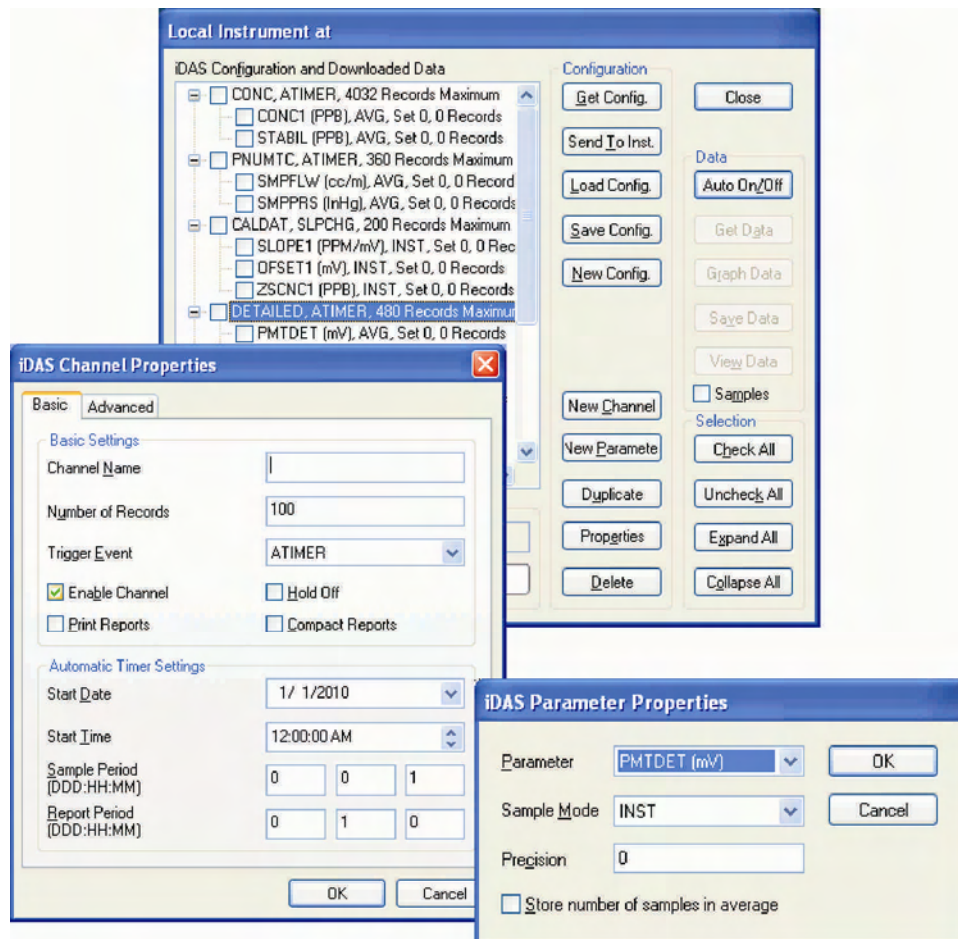 Local Instrument at
iDAS Configuration and Downloaded Data
CONC, ATIMER, 4032 Records Maximum
CONC1 (PPB), AVG, Set 0, 0 Records
STABIL (PPB), AVG, Set 0, 0 Records
PNUMTC, ATIMER, 360 Records Maximum
SMPFLW (cc/m), AVG, Set 0, 0 Record
SMPPRS (InHg), AVG, Set 0, 0 Records
CALDAT, SLPCHG, 200 Records Maximum
SLOPE1 (PPM/mV), INST, Set 0, 0 Rec
OFSET1 (mV), INST, Set 0, 0 Records
ZSCNC1 (PPB), INST, Set 0, 0 Records
DETAILED, ATIMER, 480 Records Maximur
PMTDET (mV), AVG, Set 0, 0 Records
Configuration
Get Config.
Send To Inst.
Load Config.
Save Config.
New Config.
New Channel
New Paramete
Duplicate
Properties
Delete
Close
Data
Auto On/Off
Get Data
Graph Data
Save Data
View Data
Samples
Selection
Check All
Uncheck All
Expand All
Collapse All
iDAS Channel Properties
Basic
Advanced
Basic Settings
Channel Name
Number of Records
100
Trigger Event
ATIMER
Enable Channel
Hold Off
Print Reports
Compact Reports
Automatic Timer Settings
Start Date
1/ 1/2010
Start Time
12:00:00 AM
Sample Period
(DDD:HH:MM)
0 0 1
Report Period
(DDD:HH:MM)
0 1 0
OK
Cancel
iDAS Parameter Properties
Parameter
PMTDET (mV)
OK
Sample Mode
INST
Cancel
Precision
0
Store number of samples in average